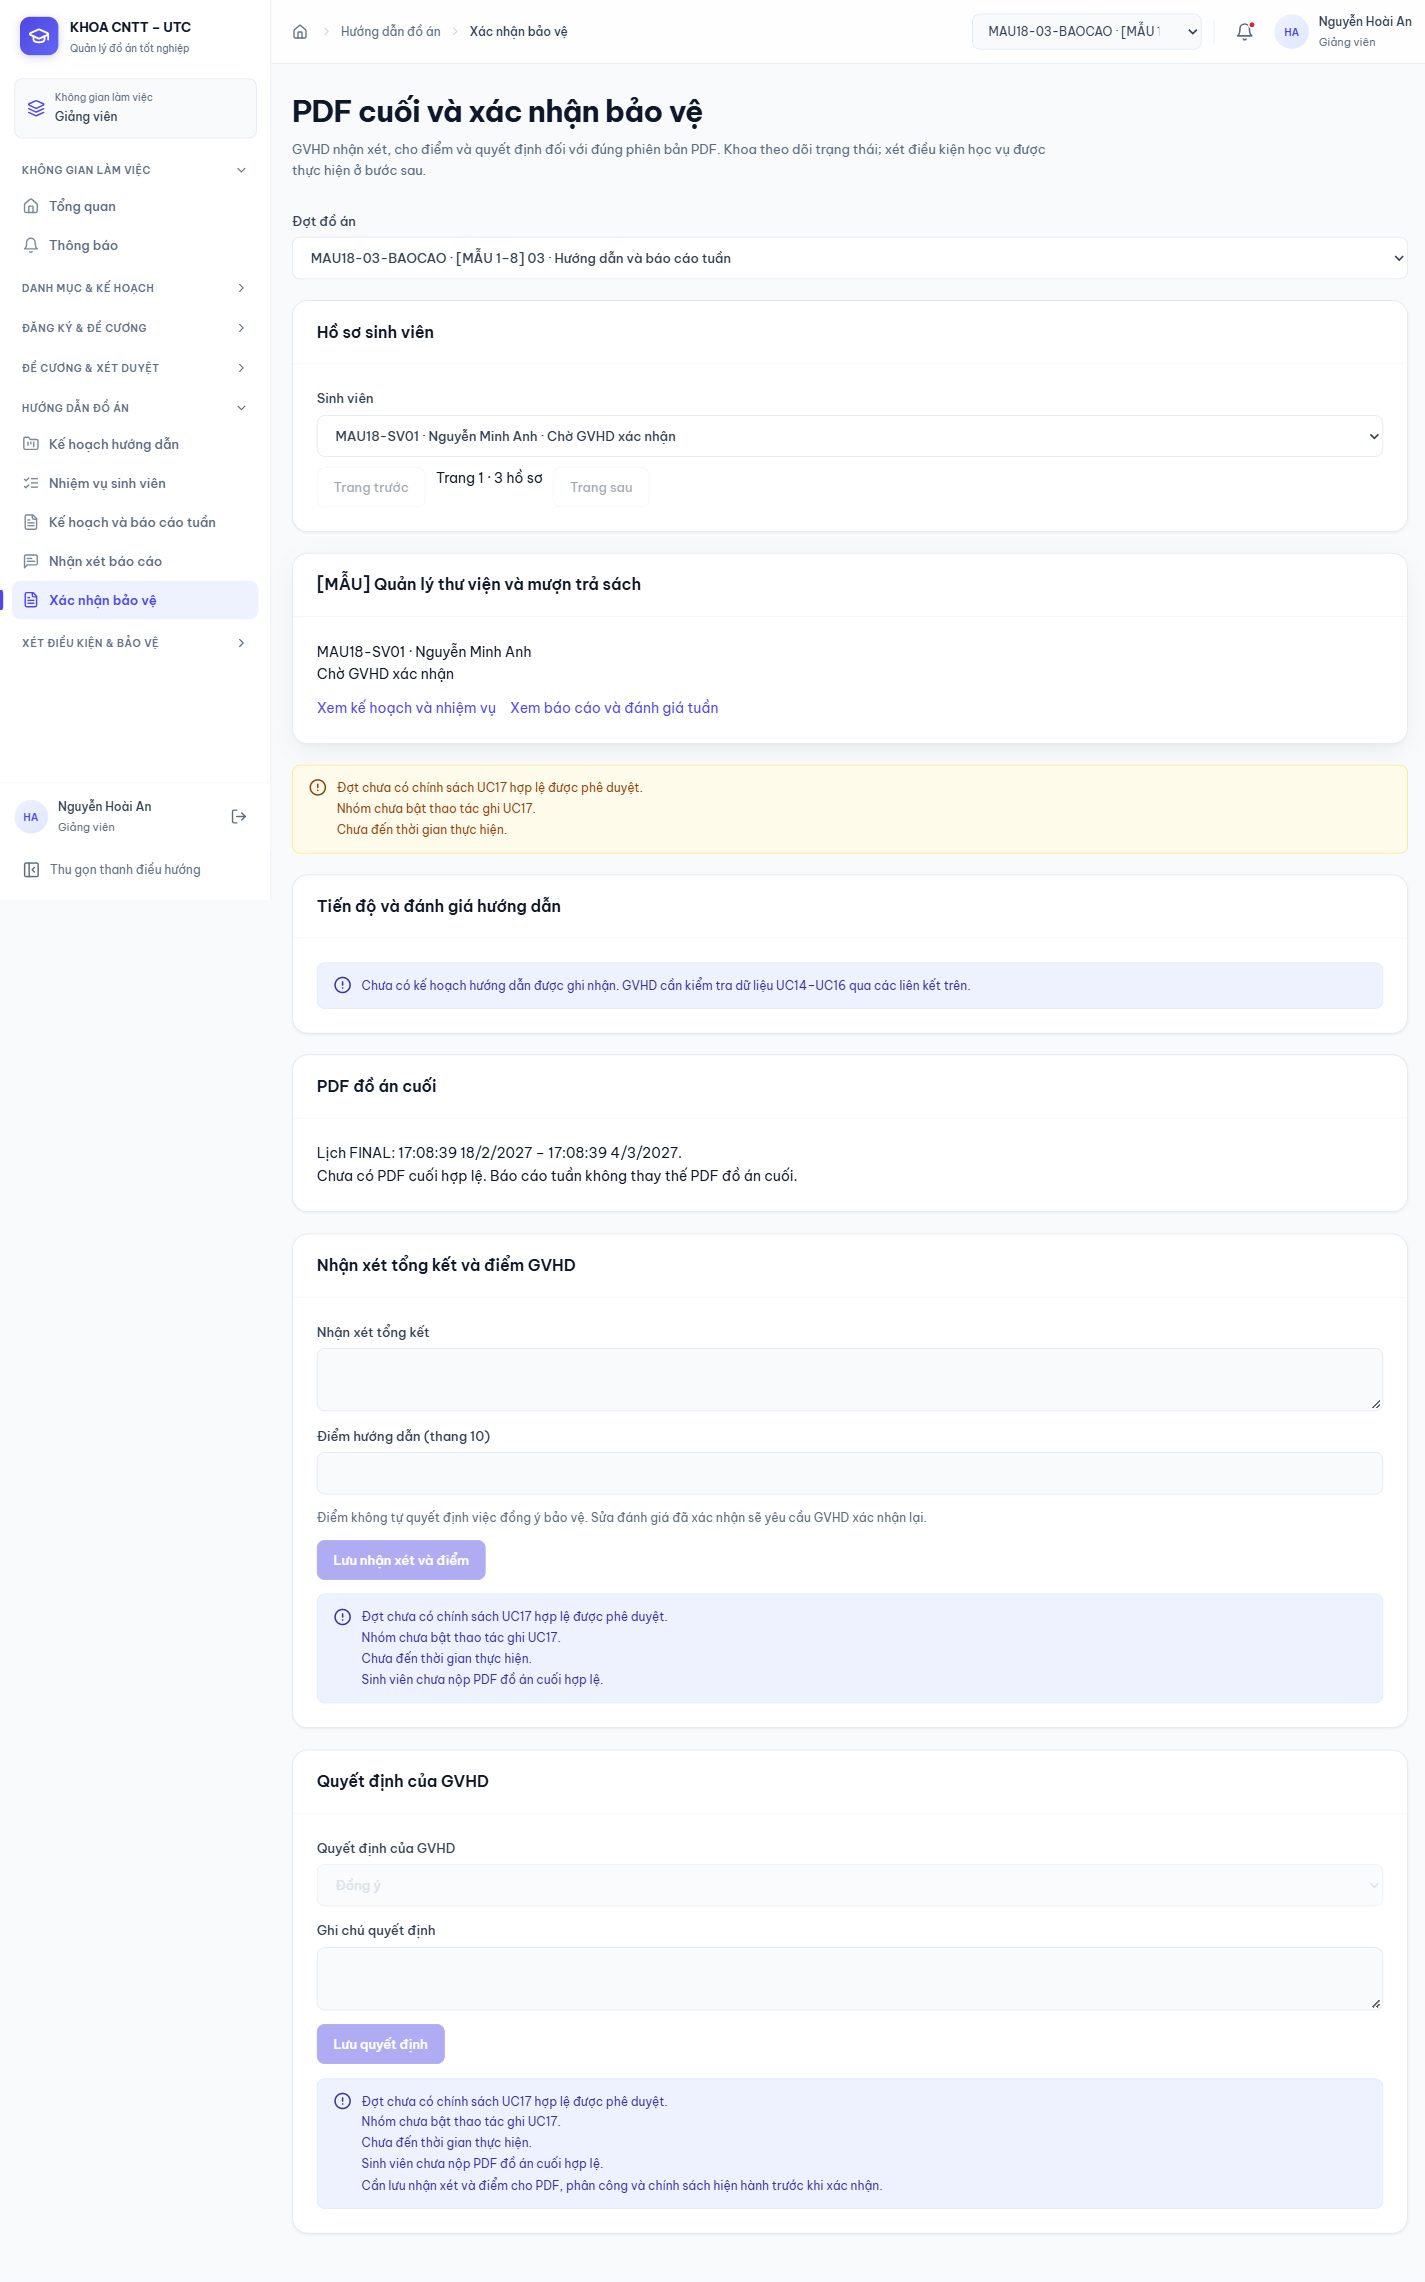 KHOA CNTT – UTC
Quản lý đồ án tốt nghiệp
Không gian làm việc
Giảng viên
KHÔNG GIAN LÀM VIỆC
Tổng quan
Thông báo
DANH MỤC & KẾ HOẠCH
ĐĂNG KÝ & ĐỀ CƯƠNG
ĐỀ CƯƠNG & XÉT DUYỆT
HƯỚNG DẪN ĐỒ ÁN
Kế hoạch hướng dẫn
Nhiệm vụ sinh viên
Kế hoạch và báo cáo tuần
Nhận xét báo cáo
Xác nhận bảo vệ
XÉT ĐIỀU KIỆN & BẢO VỆ
HA
Nguyễn Hoài An
Giảng viên
Thu gọn thanh điều hướng
Hướng dẫn đồ án
Xác nhận bảo vệ
MAU18-03-BAOCAO · [MẪU 1
HA
Nguyễn Hoài An
Giảng viên
PDF cuối và xác nhận bảo vệ
GVHD nhận xét, cho điểm và quyết định đối với đúng phiên bản PDF. Khoa theo dõi trạng thái; xét điều kiện học vụ được
thực hiện ở bước sau.
Đợt đồ án
MAU18-03-BAOCAO · [MẪU 1–8] 03 · Hướng dẫn và báo cáo tuần
Hồ sơ sinh viên
Sinh viên
MAU18-SV01 · Nguyễn Minh Anh · Chờ GVHD xác nhận
Trang trước
Trang 1 · 3 hồ sơ
Trang sau
[MẪU] Quản lý thư viện và mượn trả sách
MAU18-SV01 · Nguyễn Minh Anh
Chờ GVHD xác nhận
Xem kế hoạch và nhiệm vụ
Xem báo cáo và đánh giá tuần
Đợt chưa có chính sách UC17 hợp lệ được phê duyệt.
Nhóm chưa bật thao tác ghi UC17.
Chưa đến thời gian thực hiện.
Tiến độ và đánh giá hướng dẫn
Chưa có kế hoạch hướng dẫn được ghi nhận. GVHD cần kiểm tra dữ liệu UC14–UC16 qua các liên kết trên.
PDF đồ án cuối
Lịch FINAL: 17:08:39 18/2/2027 – 17:08:39 4/3/2027.
Chưa có PDF cuối hợp lệ. Báo cáo tuần không thay thế PDF đồ án cuối.
Nhận xét tổng kết và điểm GVHD
Nhận xét tổng kết
Điểm hướng dẫn (thang 10)
Điểm không tự quyết định việc đồng ý bảo vệ. Sửa đánh giá đã xác nhận sẽ yêu cầu GVHD xác nhận lại.
Lưu nhận xét và điểm
Đợt chưa có chính sách UC17 hợp lệ được phê duyệt.
Nhóm chưa bật thao tác ghi UC17.
Chưa đến thời gian thực hiện.
Sinh viên chưa nộp PDF đồ án cuối hợp lệ.
Quyết định của GVHD
Quyết định của GVHD
Đồng ý
Ghi chú quyết định
Lưu quyết định
Đợt chưa có chính sách UC17 hợp lệ được phê duyệt.
Nhóm chưa bật thao tác ghi UC17.
Chưa đến thời gian thực hiện.
Sinh viên chưa nộp PDF đồ án cuối hợp lệ.
Cần lưu nhận xét và điểm cho PDF, phân công và chính sách hiện hành trước khi xác nhận.